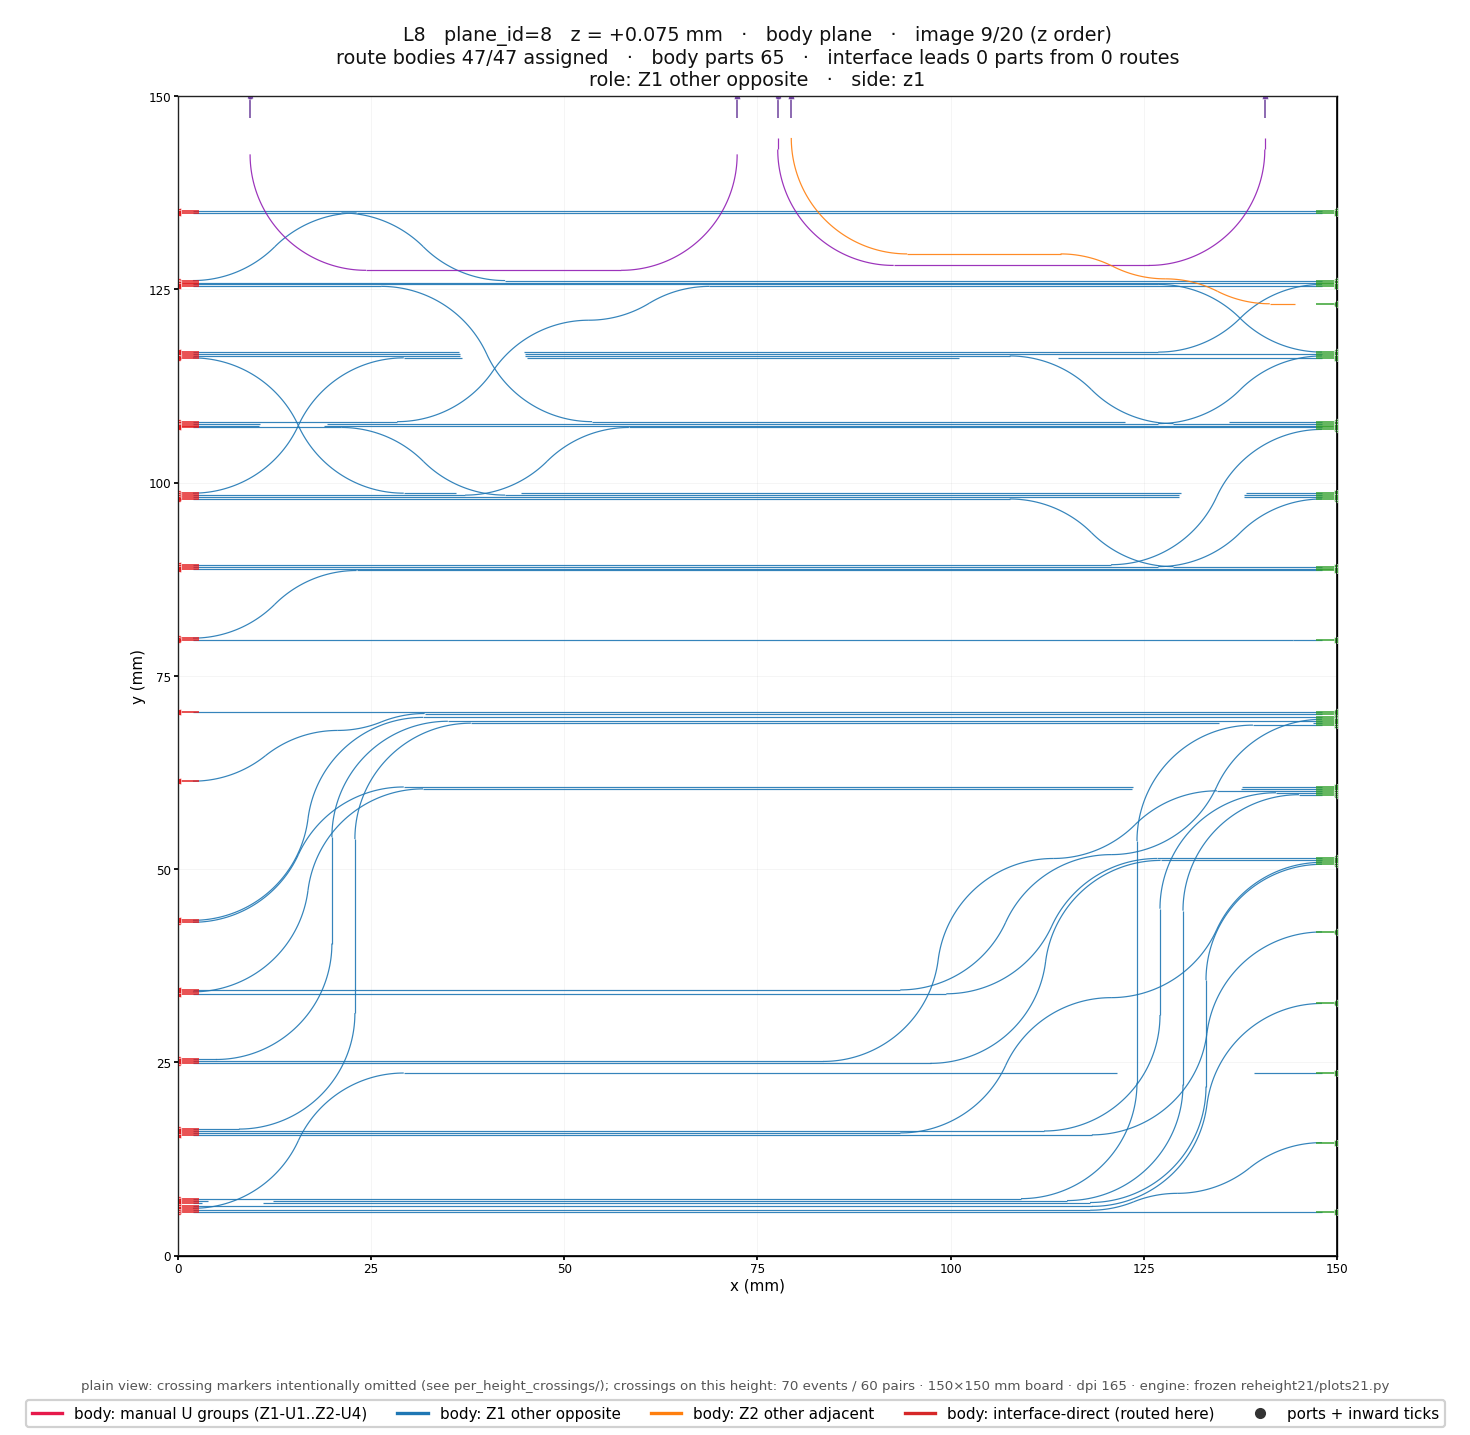 L8   plane_id=8   z = +0.075 mm   ·   body plane   ·   image 9/20 (z order)
route bodies 47/47 assigned   ·   body parts 65   ·   interface leads 0 parts from 0 routes
role: Z1 other opposite   ·   side: z1
150
125
100
75
50
25
0
y (mm)
0 25 50 75 100 125 150
x (mm)
plain view: crossing markers intentionally omitted (see per_height_crossings/); crossings on this height: 70 events / 60 pairs · 150×150 mm board · dpi 165 · engine: frozen reheight21/plots21.py
body: manual U groups (Z1-U1..Z2-U4) body: Z1 other opposite body: Z2 other adjacent body: interface-direct (routed here) ports + inward ticks